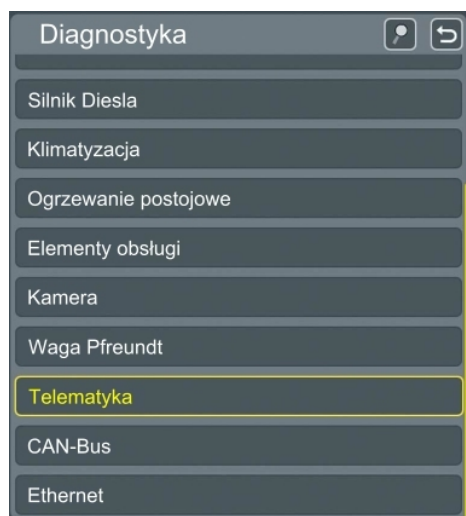 Diagnostyka
Silnik Diesla
Klimatyzacja
Ogrzewanie postojowe
Elementy obsługi
Kamera
Waga Pfreundt
Telematyka
CAN-Bus
Ethernet